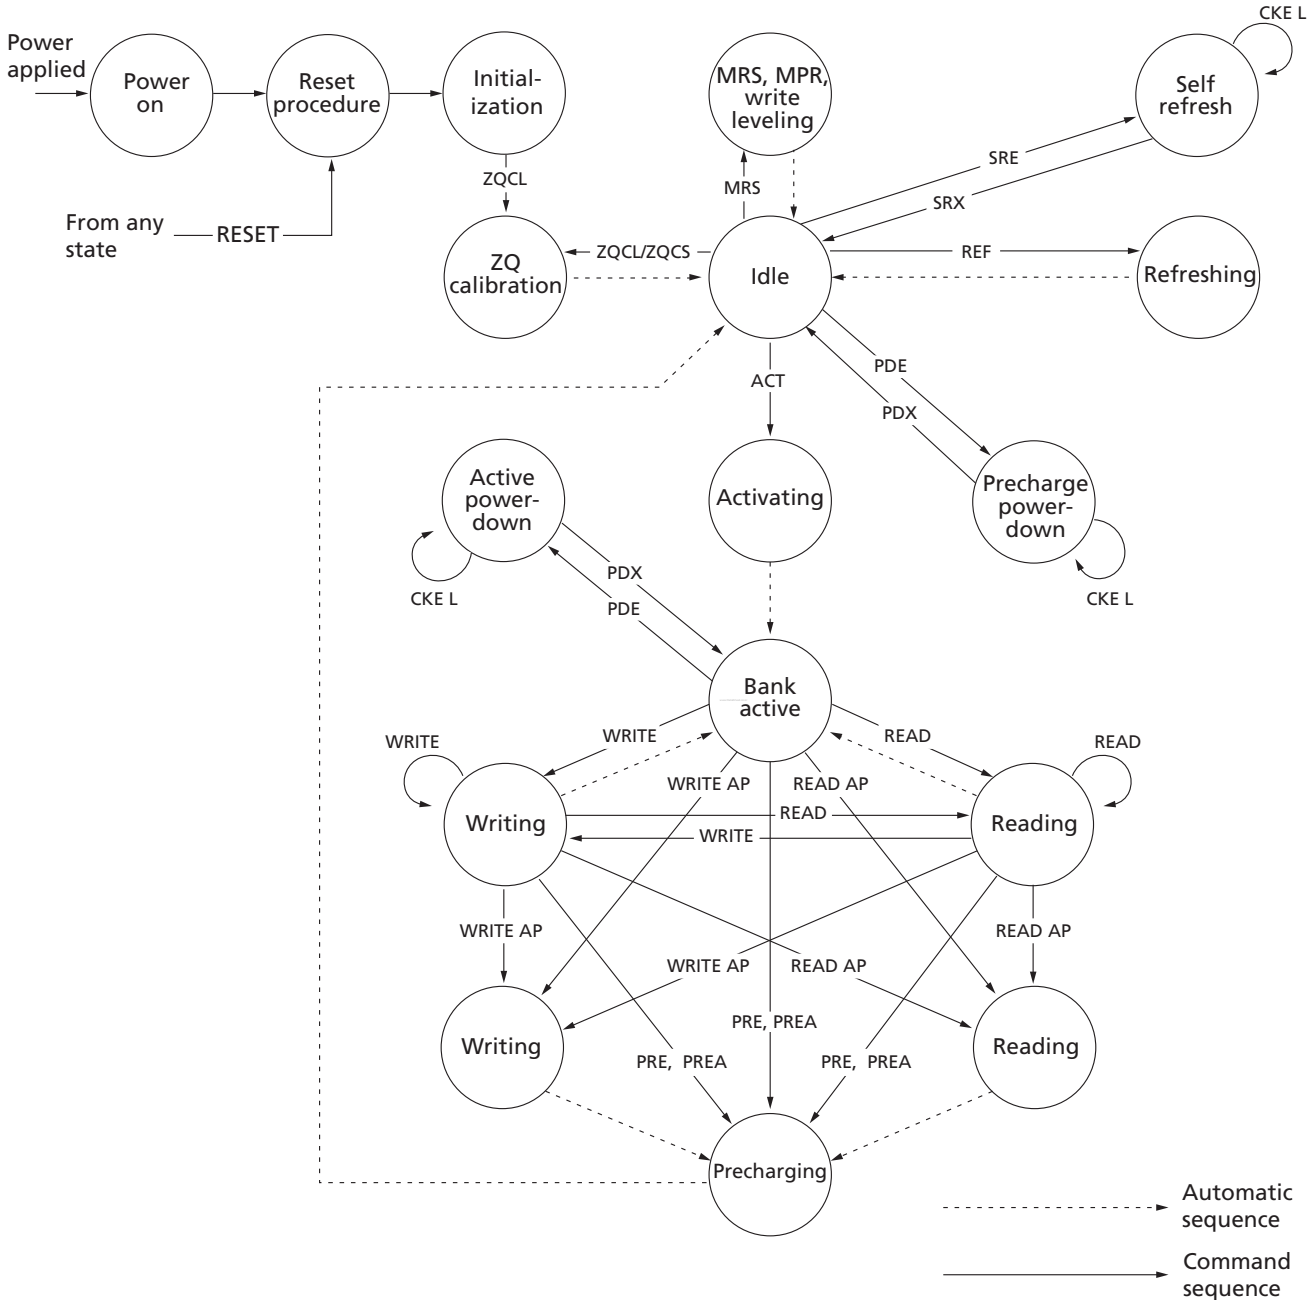 CKE L
Power
applied
Power
on
Reset
procedure
Initial-
ization
MRS, MPR,
write
leveling
Self
refresh
SRE
SRX
ZQCL
MRS
From any
state
RESET
ZQ
calibration
ZQCL/ZQCS
Idle
REF
Refreshing
PDE
PDX
ACT
Active
power-
down
Activating
Precharge
power-
down
CKE L
PDX
PDE
CKE L
Bank
active
WRITE
WRITE
READ
READ
WRITE AP
READ AP
Writing
READ
WRITE
Reading
WRITE AP
READ AP
WRITE AP
READ AP
PRE, PREA
Writing
Reading
PRE, PREA
PRE, PREA
Precharging
Automatic
sequence
Command
sequence